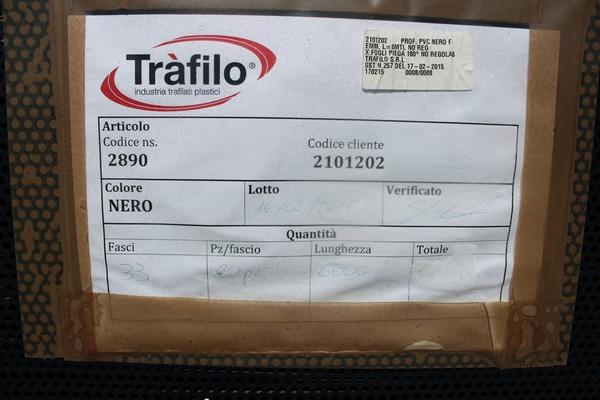 Tràfilo®
industria trafilati plastici
2101202 PROF. PVC NERO F
EMM. L=6MTL NO REG
X FOGLI PIEGA 180° NO REGOLAB
TRAFILO S.R.L
SST N.257 DEL 17-02-2015
170215 0008/0008
Articolo
Codice ns. Codice cliente
2890 2101202
Colore Lotto Verificato
NERO 16/02/
Quantità
Fasci Pz/fascio Lunghezza Totale
33 6000